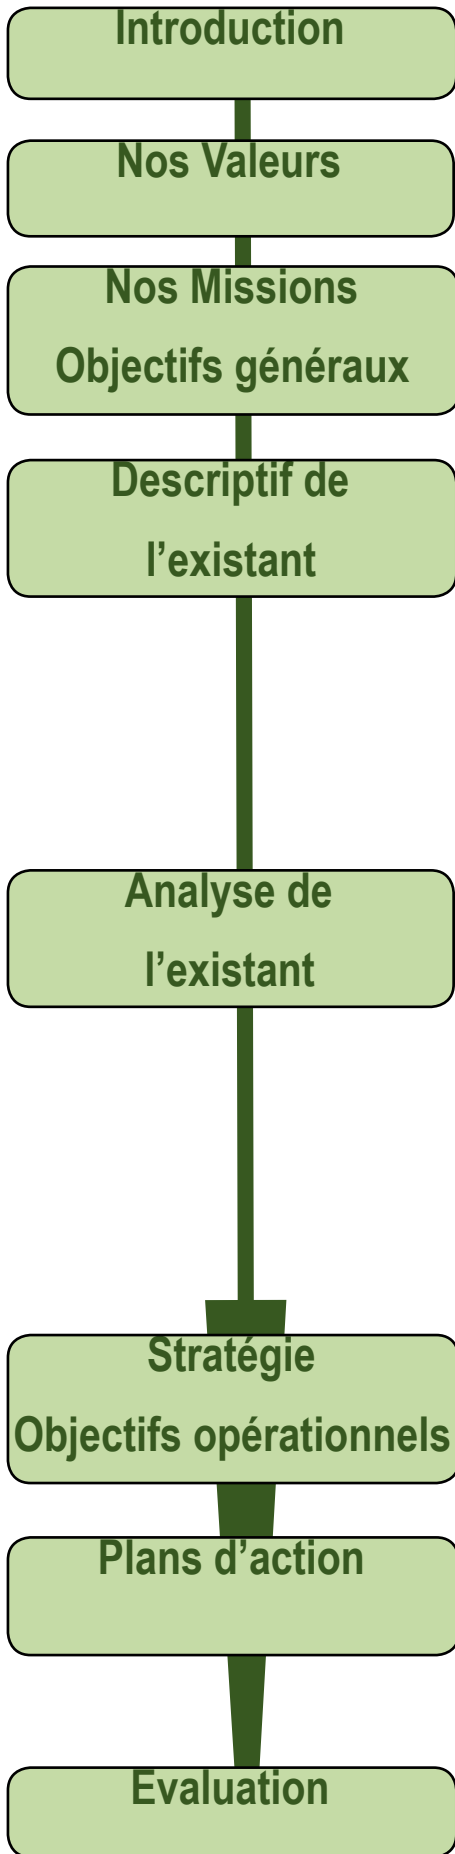 Introduction
Nos Valeurs
Nos Missions
Objectifs généraux
Descriptif de
l’existant
Analyse de
l’existant
Stratégie
Objectifs opérationnels
Plans d’action
Evaluation